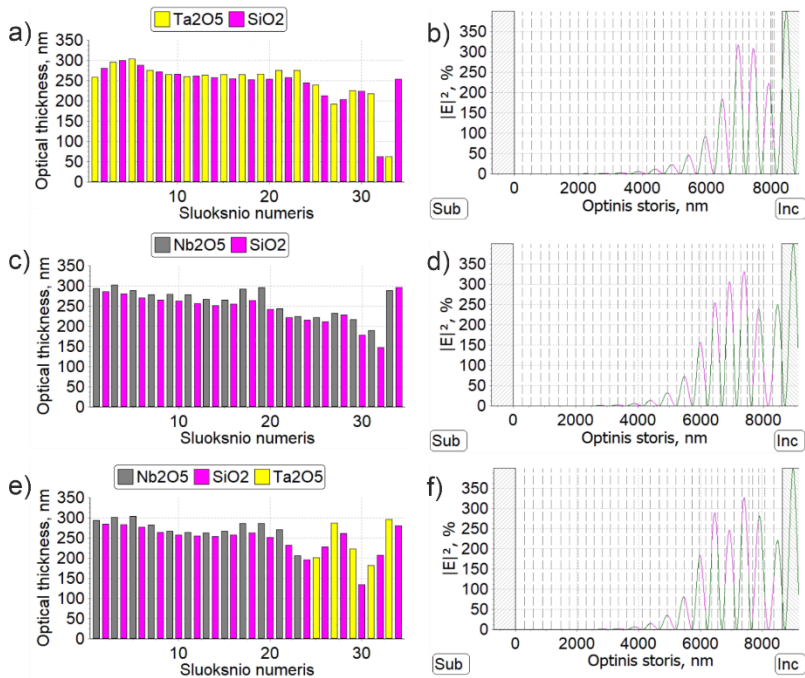 a)
Ta2O5 SiO2
Optical thickness, nm
350
300
250
200
150
100
50
0
10 20 30
Sluoksnio numeris
b)
|E|², %
350
300
250
200
150
100
50
0
0 2000 4000 6000 8000
Sub Optinis storis, nm Inc
c)
Nb2O5 SiO2
Optical thickness, nm
350
300
250
200
150
100
50
0
10 20 30
Sluoksnio numeris
d)
|E|², %
350
300
250
200
150
100
50
0
0 2000 4000 6000 8000
Sub Optinis storis, nm Inc
e)
Nb2O5 SiO2 Ta2O5
Optical thickness, nm
350
300
250
200
150
100
50
0
10 20 30
Sluoksnio numeris
f)
|E|², %
350
300
250
200
150
100
50
0
0 2000 4000 6000 8000
Sub Optinis storis, nm Inc